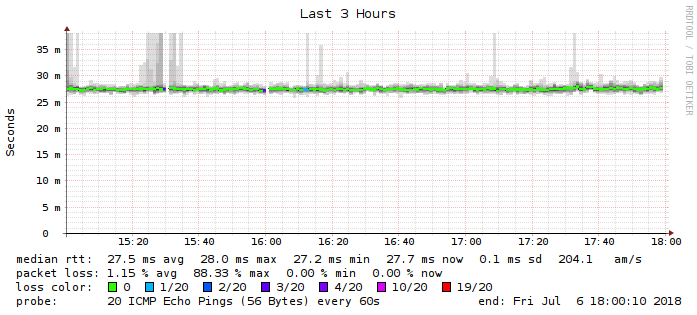 Last 3 Hours
RRDTOOL / TOBI OETIKER
Seconds
35 m
30 m
25 m
20 m
15 m
10 m
5 m
0
15:20 15:40 16:00 16:20 16:40 17:00 17:20 17:40 18:00
median rtt: 27.5 ms avg 28.0 ms max 27.2 ms min 27.7 ms now 0.1 ms sd 204.1 am/s
packet loss: 1.15 % avg 88.33 % max 0.00 % min 0.00 % now
loss color: 0 1/20 2/20 3/20 4/20 10/20 19/20
probe: 20 ICMP Echo Pings (56 Bytes) every 60s end: Fri Jul 6 18:00:10 2018